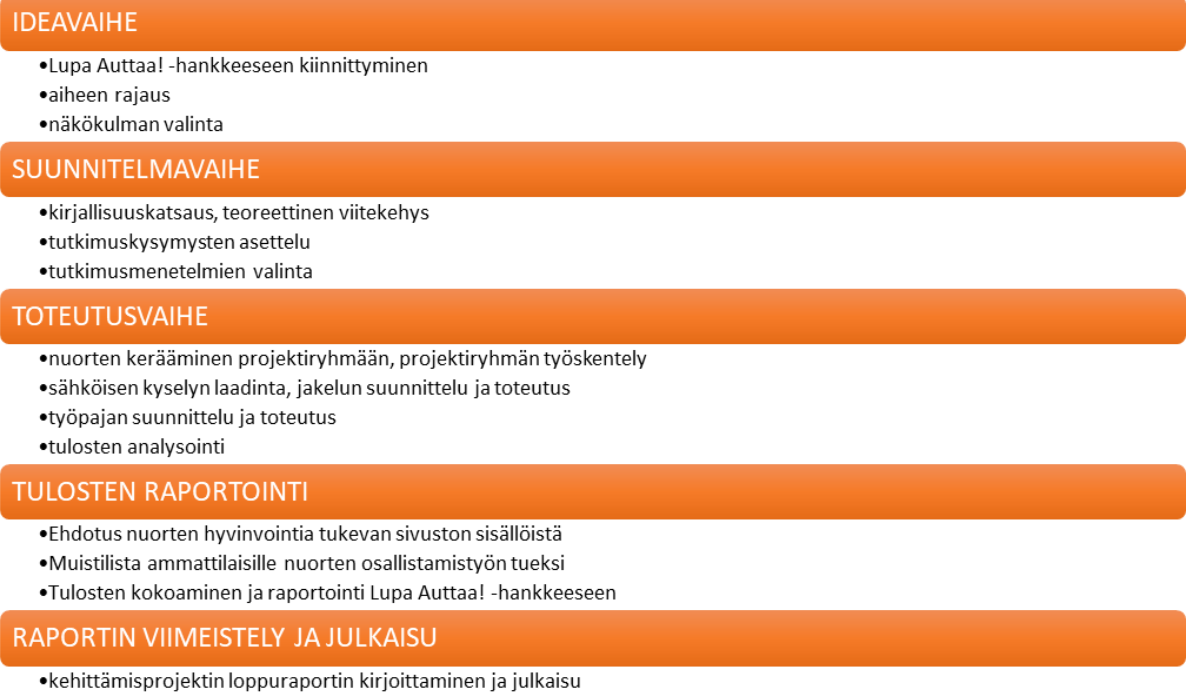 IDEAVAIHE
•Lupa Auttaa! -hankkeeseen kiinnittyminen
•aiheen rajaus
•näkökulman valinta
SUUNNITELMAVAIHE
•kirjallisuuskatsaus, teoreettinen viitekehys
•tutkimuskysymysten asettelu
•tutkimusmenetelmien valinta
TOTEUTUSVAIHE
•nuorten kerääminen projektiryhmään, projektiryhmän työskentely
•sähköisen kyselyn laadinta, jakelun suunnittelu ja toteutus
•työpajan suunnittelu ja toteutus
•tulosten analysointi
TULOSTEN RAPORTOINTI
•Ehdotus nuorten hyvinvointia tukevan sivuston sisällöistä
•Muistilista ammattilaisille nuorten osallistamistyön tueksi
•Tulosten kokoaminen ja raportointi Lupa Auttaa! -hankkeeseen
RAPORTIN VIIMEISTELY JA JULKAISU
•kehittämisprojektin loppuraportin kirjoittaminen ja julkaisu